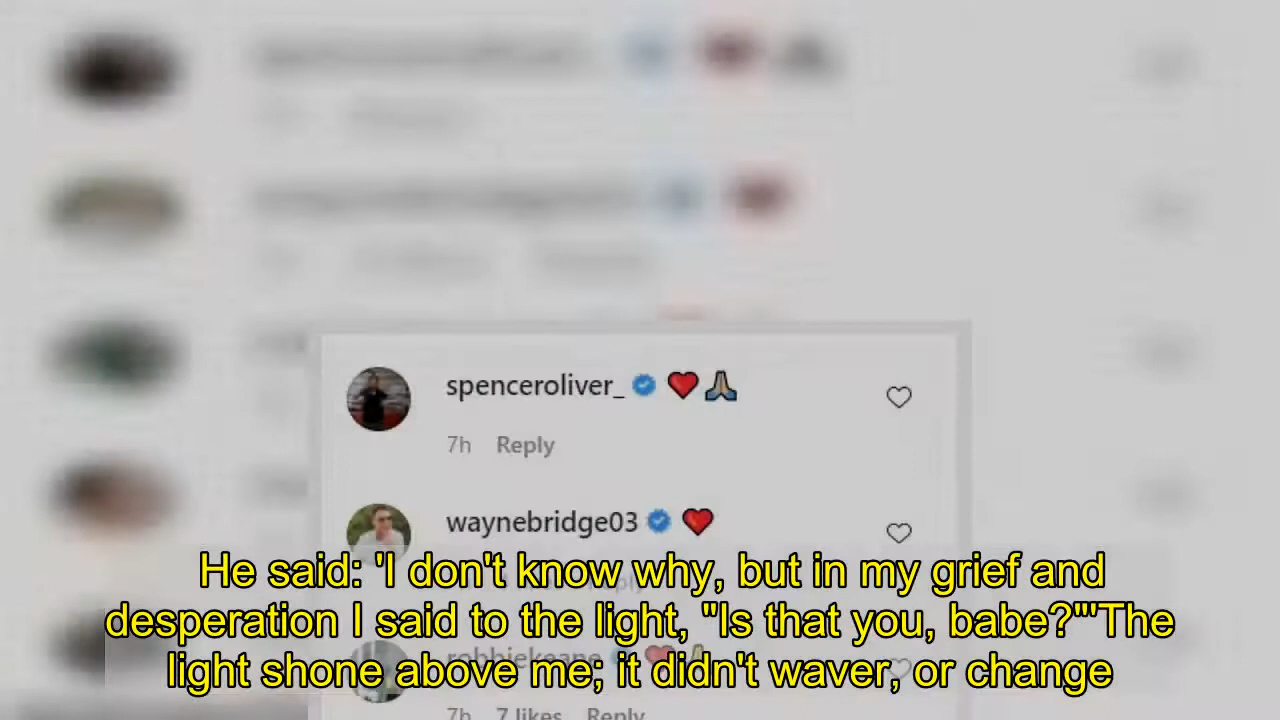 spenceroliver_ ❤️🙏
7h Reply
waynebridge03 ❤️
He said: 'I don't know why, but in my grief and
desperation I said to the light, "Is that you, babe?"'The
robbiekeane ❤️🙏
light shone above me; it didn't waver, or change
7h 7 likes Reply